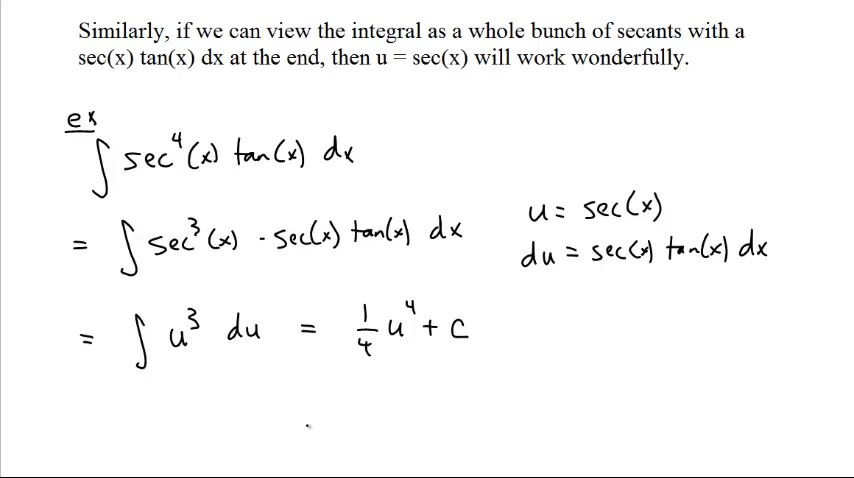 Similarly, if we can view the integral as a whole bunch of secants with a
sec(x) tan(x) dx at the end, then u = sec(x) will work wonderfully.
ex
∫ sec⁴(x) tan(x) dx
= ∫ sec³(x) · sec(x) tan(x) dx
u = sec(x)
du = sec(x) tan(x) dx
= ∫ u³ du = 1/4 u⁴ + C